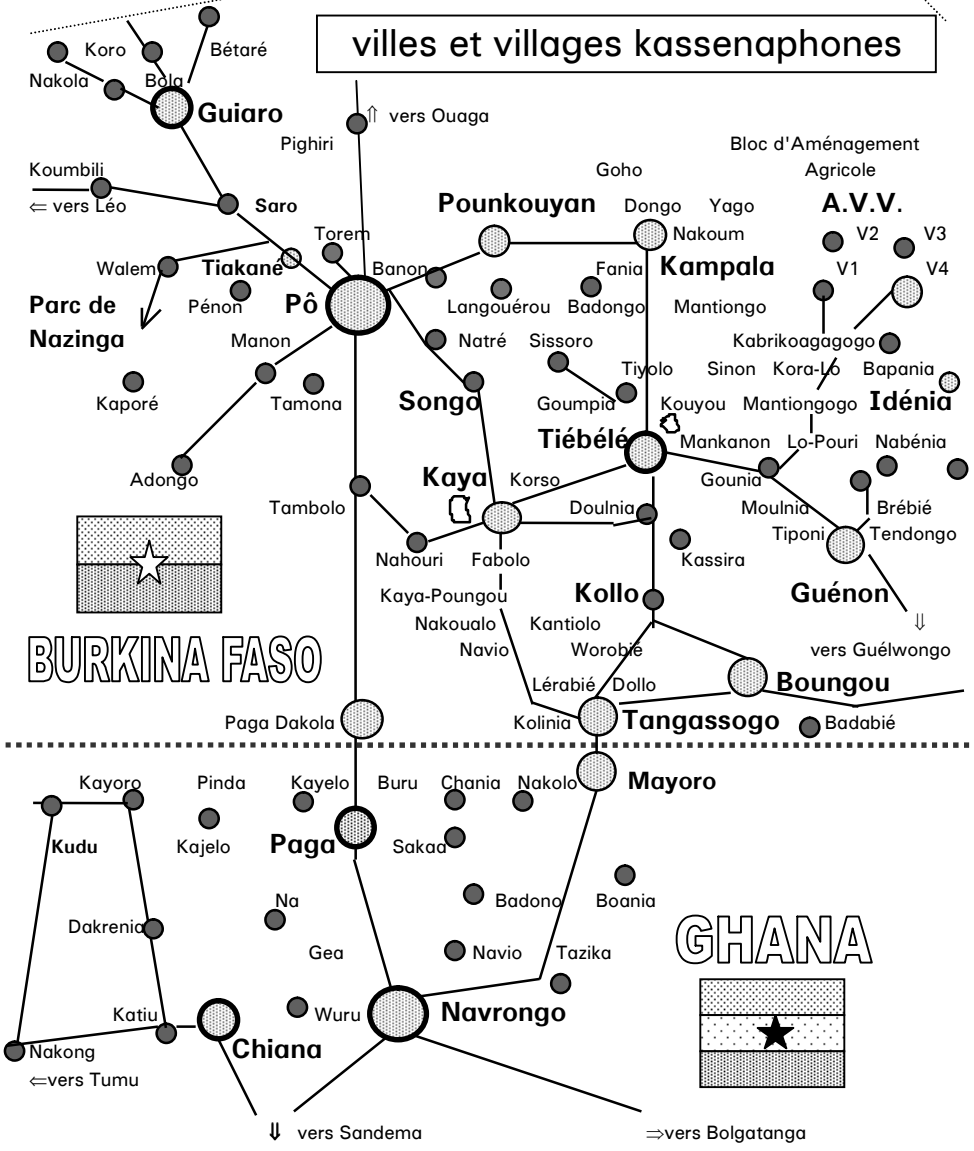 villes et villages kassenaphones
Koro
Bétaré
Nakola
Bola
Guiaro
⇑ vers Ouaga
Pighiri
Bloc d'Aménagement
Agricole
Goho
Koumbili
⇐ vers Léo
Saro
Pounkouyan
Dongo
Yago
A.V.V.
Torem
Nakoum
V2
V3
Walem
Tiakané
Banon
Fania
Kampala
V1
V4
Parc de
Nazinga
Pénon
Pô
Langouérou
Badongo
Mantiongo
Manon
Natré
Sissoro
Kabrikoagagogo
Tiyolo
Sinon
Kora-Lo
Bapania
Kaporé
Tamona
Songo
Goumpia
Kouyou
Mantiongogo
Idénia
Tiébélé
Mankanon
Lo-Pouri
Nabénia
Adongo
Kaya
Korso
Gounia
Tambolo
Doulnia
Moulnia
Brébié
Tiponi
Tendongo
Nahouri
Fabolo
Kassira
Kaya-Poungou
Kollo
Guénon
Nakoualo
Kantiolo
⇓
BURKINA FASO
Navio
Worobié
vers Guélwongo
Lérabié
Dollo
Boungou
Paga Dakola
Kolinia
Tangassogo
Badabié
Kayoro
Pinda
Kayelo
Buru
Chania
Nakolo
Mayoro
Kudu
Kajelo
Paga
Sakaa
Na
Badono
Boania
Dakrenia
Gea
Navio
Tazika
GHANA
Katiu
Wuru
Navrongo
Chiana
Nakong
⇐vers Tumu
⇓ vers Sandema
⇒vers Bolgatanga